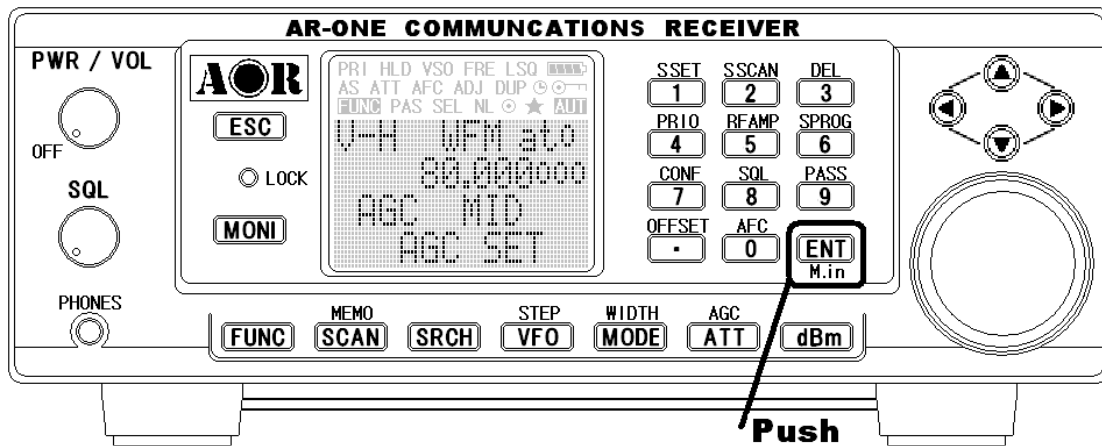 AR-ONE COMMUNCATIONS RECEIVER
PWR / VOL
OFF
SQL
PHONES
AOR
ESC
LOCK
MONI
PRI HLD VSO FRE LSQ
AS ATT AFC ADJ DUP
FUNC PAS SEL NL AUT
V-H WFM ato
80.000000
AGC MID
AGC SET
SSET SSCAN DEL
1 2 3
PRIO RFAMP SPROG
4 5 6
CONF SQL PASS
7 8 9
OFFSET AFC
. 0 ENT
M.in
MEMO STEP WIDTH AGC
FUNC SCAN SRCH VFO MODE ATT dBm
Push